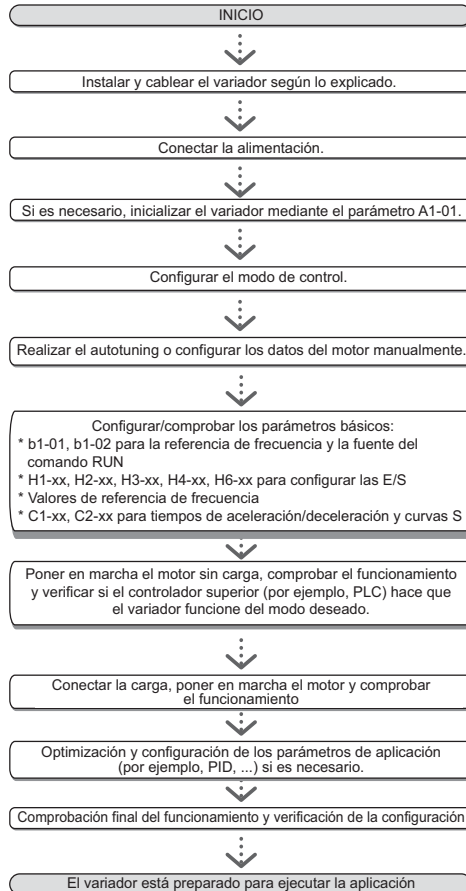 INICIO
Instalar y cablear el variador según lo explicado.
Conectar la alimentación.
Si es necesario, inicializar el variador mediante el parámetro A1-01.
Configurar el modo de control.
Realizar el autotuning o configurar los datos del motor manualmente.
Configurar/comprobar los parámetros básicos:
* b1-01, b1-02 para la referencia de frecuencia y la fuente del
comando RUN
* H1-xx, H2-xx, H3-xx, H4-xx, H6-xx para configurar las E/S
* Valores de referencia de frecuencia
* C1-xx, C2-xx para tiempos de aceleración/deceleración y curvas S
Poner en marcha el motor sin carga, comprobar el funcionamiento
y verificar si el controlador superior (por ejemplo, PLC) hace que
el variador funcione del modo deseado.
Conectar la carga, poner en marcha el motor y comprobar
el funcionamiento
Optimización y configuración de los parámetros de aplicación
(por ejemplo, PID, ...) si es necesario.
Comprobación final del funcionamiento y verificación de la configuración
El variador está preparado para ejecutar la aplicación